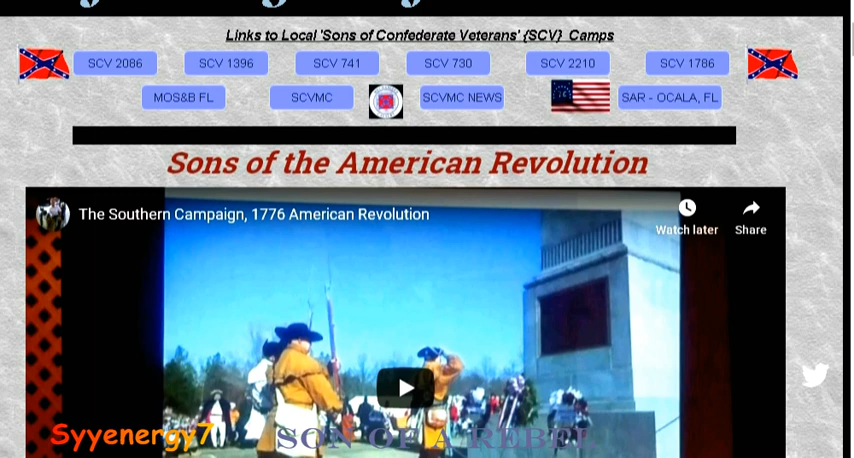 Links to Local 'Sons of Confederate Veterans' {SCV} Camps
SCV 2086 SCV 1396 SCV 741 SCV 730 SCV 2210 SCV 1786
MOS&B FL SCVMC SCVMC NEWS SAR - OCALA, FL
Sons of the American Revolution
The Southern Campaign, 1776 American Revolution
Watch later Share
Syyenergy7
SON OF A REBEL